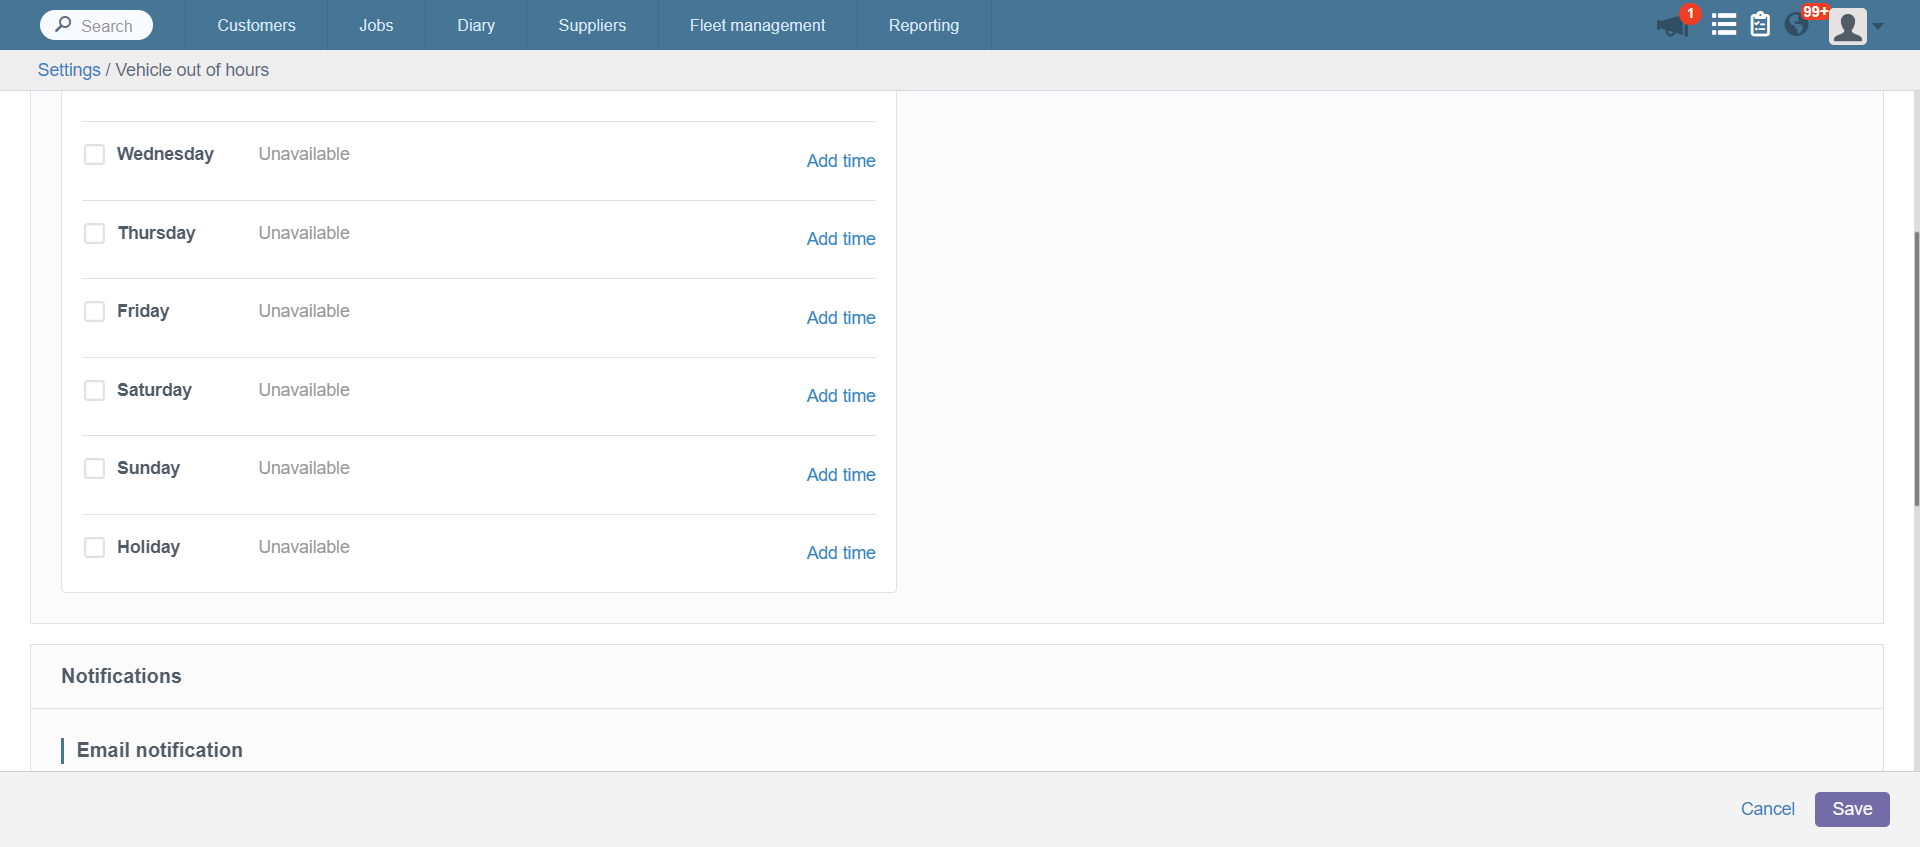 Search
Customers
Jobs
Diary
Suppliers
Fleet management
Reporting
1
99+
Settings / Vehicle out of hours
Wednesday Unavailable Add time
Thursday Unavailable Add time
Friday Unavailable Add time
Saturday Unavailable Add time
Sunday Unavailable Add time
Holiday Unavailable Add time
Notifications
Email notification
Cancel Save